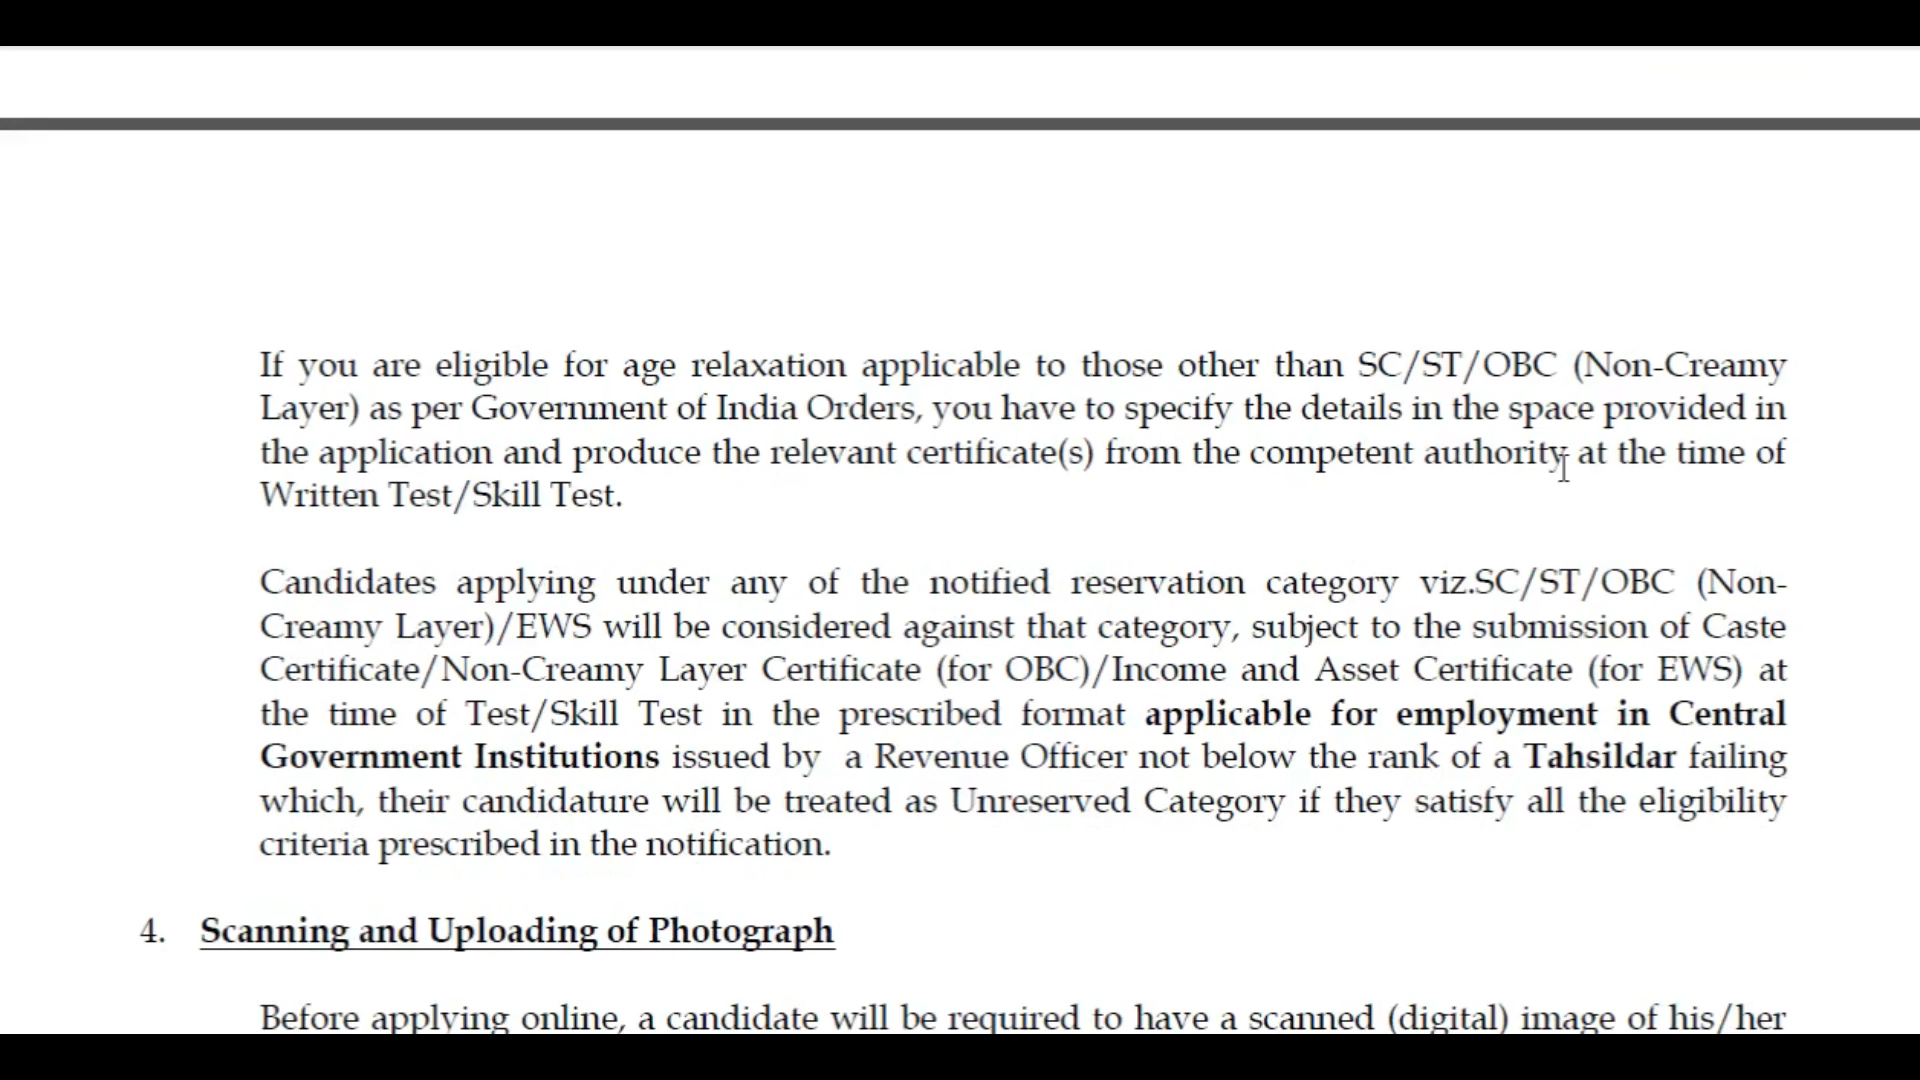 If you are eligible for age relaxation applicable to those other than SC/ST/OBC (Non-Creamy
Layer) as per Government of India Orders, you have to specify the details in the space provided in
the application and produce the relevant certificate(s) from the competent authority at the time of
Written Test/Skill Test.
Candidates applying under any of the notified reservation category viz.SC/ST/OBC (Non-
Creamy Layer)/EWS will be considered against that category, subject to the submission of Caste
Certificate/Non-Creamy Layer Certificate (for OBC)/Income and Asset Certificate (for EWS) at
the time of Test/Skill Test in the prescribed format applicable for employment in Central
Government Institutions issued by a Revenue Officer not below the rank of a Tahsildar failing
which, their candidature will be treated as Unreserved Category if they satisfy all the eligibility
criteria prescribed in the notification.
4. Scanning and Uploading of Photograph
Before applying online, a candidate will be required to have a scanned (digital) image of his/her